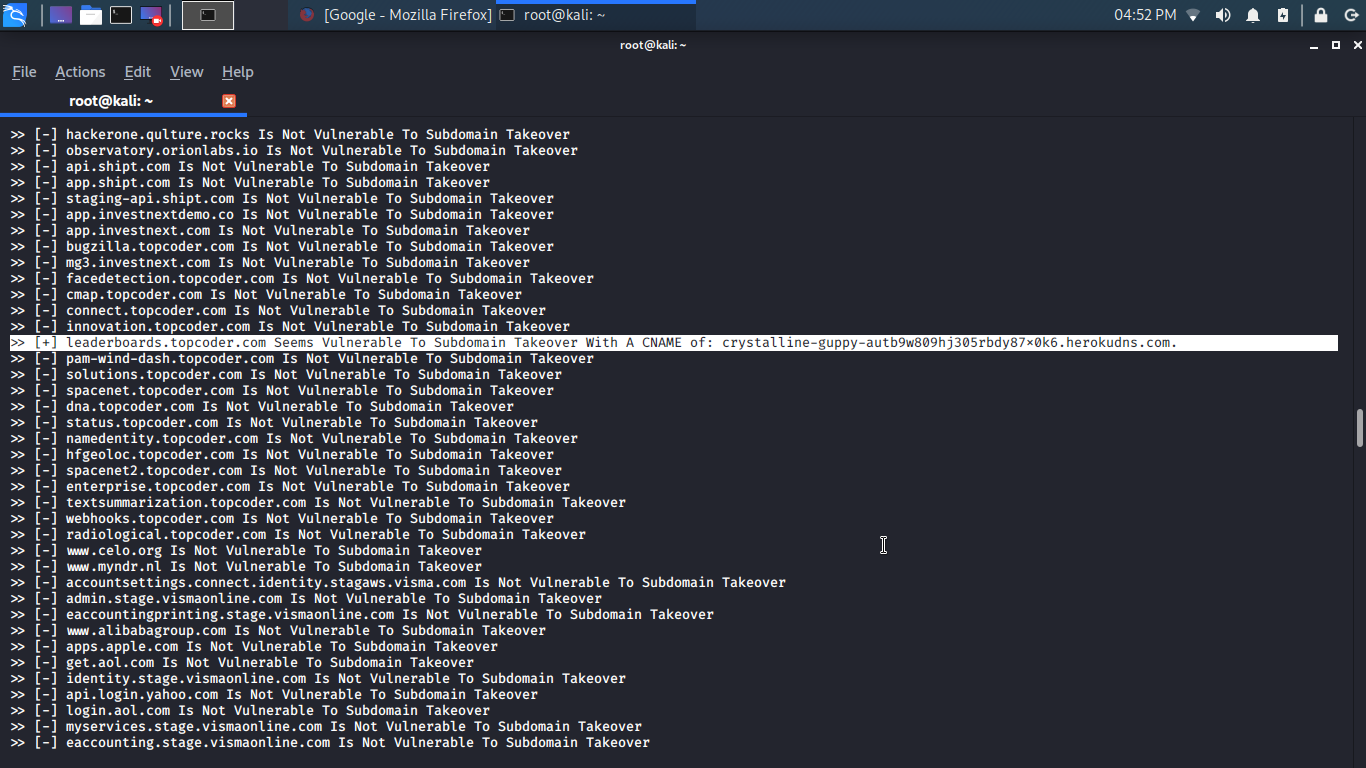 [Google - Mozilla Firefox]
root@kali: ~
04:52 PM
root@kali: ~
File Actions Edit View Help
root@kali: ~
>> [-] hackerone.qulture.rocks Is Not Vulnerable To Subdomain Takeover
>> [-] observatory.orionlabs.io Is Not Vulnerable To Subdomain Takeover
>> [-] api.shipt.com Is Not Vulnerable To Subdomain Takeover
>> [-] app.shipt.com Is Not Vulnerable To Subdomain Takeover
>> [-] staging-api.shipt.com Is Not Vulnerable To Subdomain Takeover
>> [-] app.investnextdemo.co Is Not Vulnerable To Subdomain Takeover
>> [-] app.investnext.com Is Not Vulnerable To Subdomain Takeover
>> [-] bugzilla.topcoder.com Is Not Vulnerable To Subdomain Takeover
>> [-] mg3.investnext.com Is Not Vulnerable To Subdomain Takeover
>> [-] facedetection.topcoder.com Is Not Vulnerable To Subdomain Takeover
>> [-] cmap.topcoder.com Is Not Vulnerable To Subdomain Takeover
>> [-] connect.topcoder.com Is Not Vulnerable To Subdomain Takeover
>> [-] innovation.topcoder.com Is Not Vulnerable To Subdomain Takeover
>> [+] leaderboards.topcoder.com Seems Vulnerable To Subdomain Takeover With A CNAME of: crystalline-guppy-autb9w809hj305rbdy87×0k6.herokudns.com.
>> [-] pam-wind-dash.topcoder.com Is Not Vulnerable To Subdomain Takeover
>> [-] solutions.topcoder.com Is Not Vulnerable To Subdomain Takeover
>> [-] spacenet.topcoder.com Is Not Vulnerable To Subdomain Takeover
>> [-] dna.topcoder.com Is Not Vulnerable To Subdomain Takeover
>> [-] status.topcoder.com Is Not Vulnerable To Subdomain Takeover
>> [-] namedentity.topcoder.com Is Not Vulnerable To Subdomain Takeover
>> [-] hfgeoloc.topcoder.com Is Not Vulnerable To Subdomain Takeover
>> [-] spacenet2.topcoder.com Is Not Vulnerable To Subdomain Takeover
>> [-] enterprise.topcoder.com Is Not Vulnerable To Subdomain Takeover
>> [-] textsummarization.topcoder.com Is Not Vulnerable To Subdomain Takeover
>> [-] webhooks.topcoder.com Is Not Vulnerable To Subdomain Takeover
>> [-] radiological.topcoder.com Is Not Vulnerable To Subdomain Takeover
>> [-] www.celo.org Is Not Vulnerable To Subdomain Takeover
>> [-] www.myndr.nl Is Not Vulnerable To Subdomain Takeover
>> [-] accountsettings.connect.identity.stagaws.visma.com Is Not Vulnerable To Subdomain Takeover
>> [-] admin.stage.vismaonline.com Is Not Vulnerable To Subdomain Takeover
>> [-] eaccountingprinting.stage.vismaonline.com Is Not Vulnerable To Subdomain Takeover
>> [-] www.alibabagroup.com Is Not Vulnerable To Subdomain Takeover
>> [-] apps.apple.com Is Not Vulnerable To Subdomain Takeover
>> [-] get.aol.com Is Not Vulnerable To Subdomain Takeover
>> [-] identity.stage.vismaonline.com Is Not Vulnerable To Subdomain Takeover
>> [-] api.login.yahoo.com Is Not Vulnerable To Subdomain Takeover
>> [-] login.aol.com Is Not Vulnerable To Subdomain Takeover
>> [-] myservices.stage.vismaonline.com Is Not Vulnerable To Subdomain Takeover
>> [-] eaccounting.stage.vismaonline.com Is Not Vulnerable To Subdomain Takeover